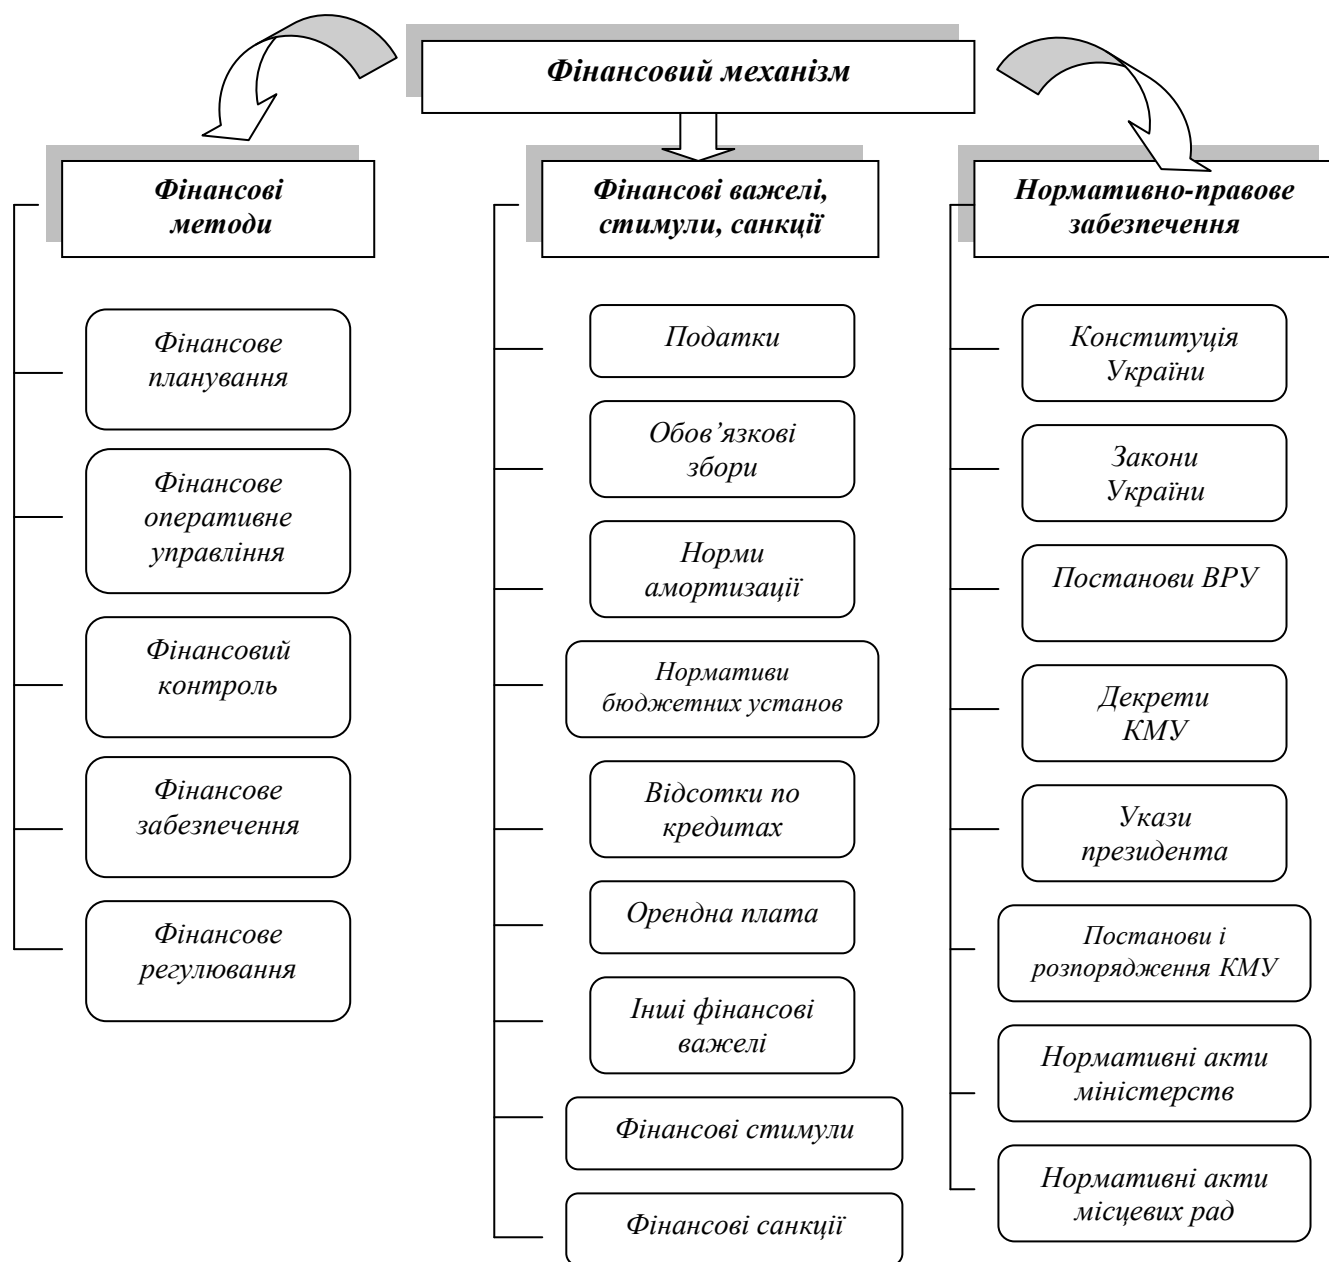 Фінансовий механізм
Фінансові
методи
Фінансове
планування
Фінансове
оперативне
управління
Фінансовий
контроль
Фінансове
забезпечення
Фінансове
регулювання
Фінансові важелі,
стимули, санкції
Податки
Обов’язкові
збори
Норми
амортизації
Нормативи
бюджетних установ
Відсотки по
кредитах
Орендна плата
Інші фінансові
важелі
Фінансові стимули
Фінансові санкції
Нормативно-правове
забезпечення
Конституція
України
Закони
України
Постанови ВРУ
Декрети
КМУ
Укази
президента
Постанови і
розпорядження КМУ
Нормативні акти
міністерств
Нормативні акти
місцевих рад